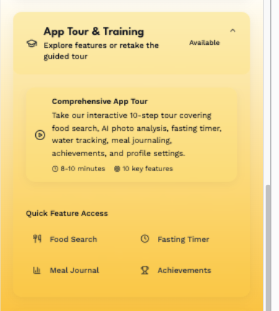 App Tour & Training
Explore features or retake the
guided tour
Available
Comprehensive App Tour
Take our interactive 10-step tour covering
food search, AI photo analysis, fasting timer,
water tracking, meal journaling,
achievements, and profile settings.
8-10 minutes 10 key features
Quick Feature Access
Food Search Fasting Timer
Meal Journal Achievements